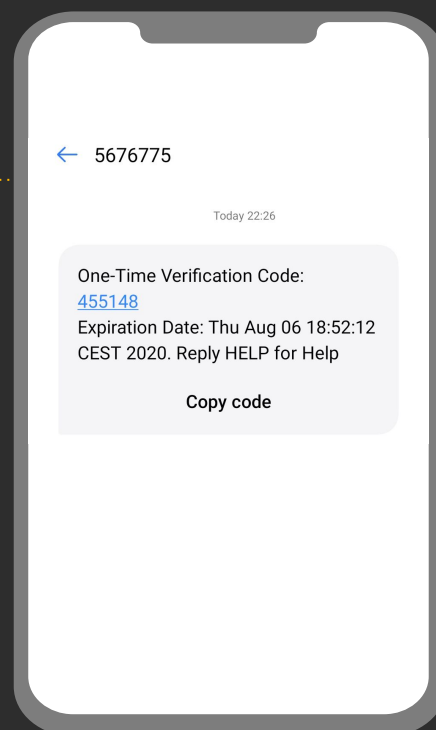 5676775
Today 22:26
One-Time Verification Code:
455148
Expiration Date: Thu Aug 06 18:52:12
CEST 2020. Reply HELP for Help
Copy code